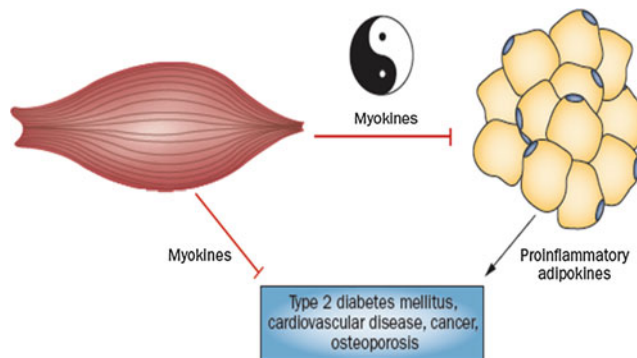 Myokines
Myokines
Proinflammatory
adipokines
Type 2 diabetes mellitus,
cardiovascular disease, cancer,
osteoporosis